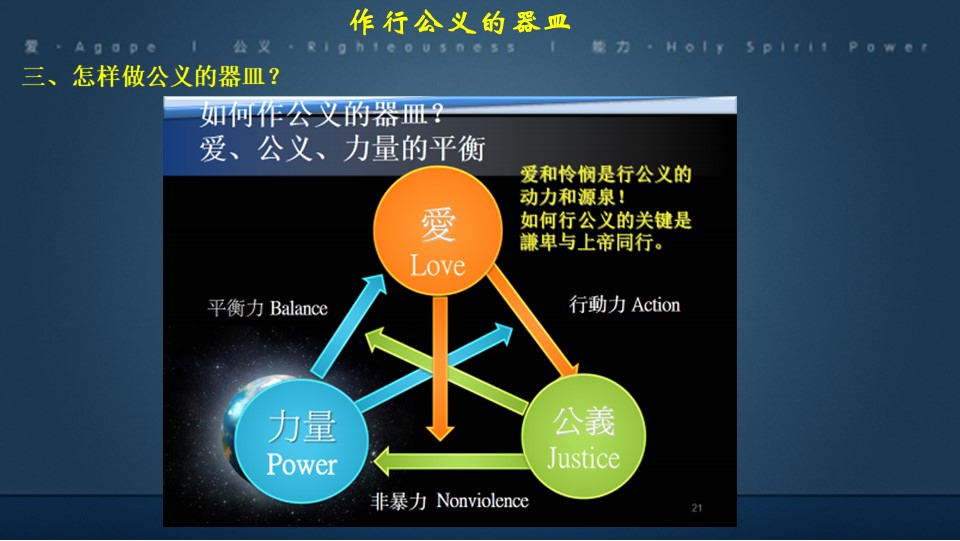 作行公义的器皿
爱 · Agape | 公义 · Righteousness | 能力 · Holy Spirit Power
三、怎样做公义的器皿？
如何作公义的器皿？
爱、公义、力量的平衡
爱和怜悯是行公义的
动力和源泉！
如何行公义的关键是
謙卑与上帝同行。
愛
Love
平衡力 Balance
行動力 Action
力量
Power
公義
Justice
非暴力 Nonviolence
21